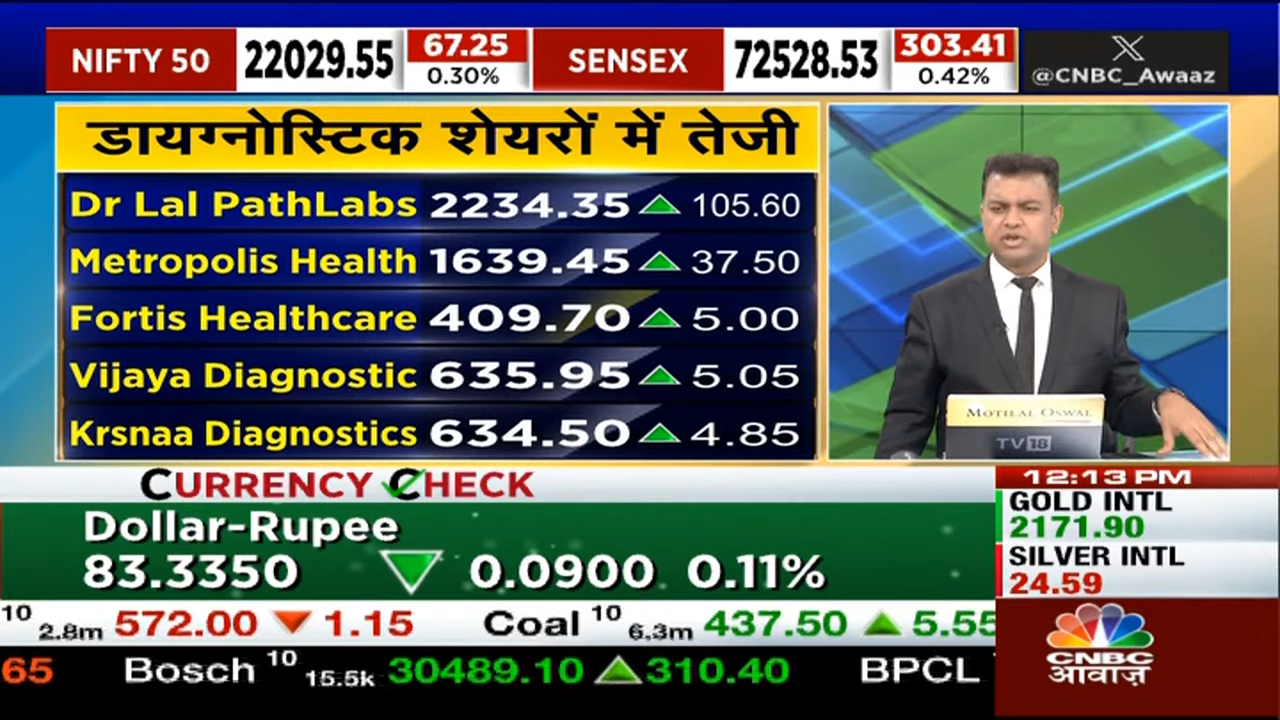 NIFTY 50 22029.55 67.25 0.30% SENSEX 72528.53 303.41 0.42%
X
@CNBC_Awaaz
डायग्नोस्टिक शेयरों में तेजी
Dr Lal PathLabs 2234.35 ▲ 105.60
Metropolis Health 1639.45 ▲ 37.50
Fortis Healthcare 409.70 ▲ 5.00
Vijaya Diagnostic 635.95 ▲ 5.05
Krsnaa Diagnostics 634.50 ▲ 4.85
MOTILAL OSWAL
TV18
CURRENCY CHECK
Dollar-Rupee
83.3350 ▼ 0.0900 0.11%
12:13 PM
GOLD INTL
2171.90
SILVER INTL
24.59
10 2.8m 572.00 ▼ 1.15 Coal 10 6.3m 437.50 ▲ 5.55
65 Bosch 10 15.5k 30489.10 ▲ 310.40 BPCL
CNBC
आवाज़